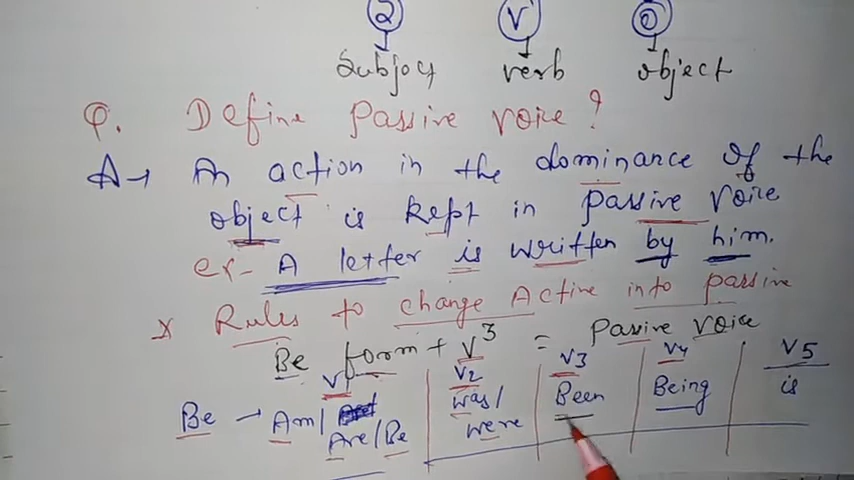 2 V O
Subjoct verb object
Q. Define Passive voice?
A → An action in the dominance of the
object is kept in passive voice
ex- A letter is written by him.
x Rules to change Active into passive
Be form + V3 = Passive voice
V1 V2 V3 V4 V5
Be → Am/ was/ Been Being is
Are/Be were